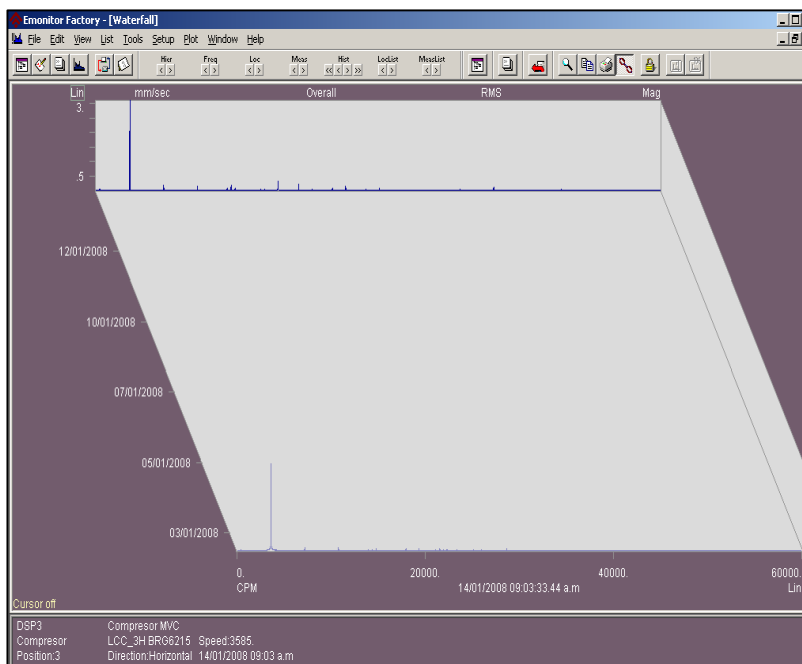 Emonitor Factory - [Waterfall]
File Edit View List Tools Setup Plot Window Help
Hier Freq Loc Meas Hist LocList MeasList
Lin mm/sec Overall RMS Mag
3.
.5
12/01/2008
10/01/2008
07/01/2008
05/01/2008
03/01/2008
0. 20000. 40000. 60000.
CPM 14/01/2008 09:03:33.44 a.m Lin
Cursor off
DSP3 Compresor MVC
Compresor LCC_3H BRG6215 Speed:3585.
Position:3 Direction:Horizontal 14/01/2008 09:03 a.m